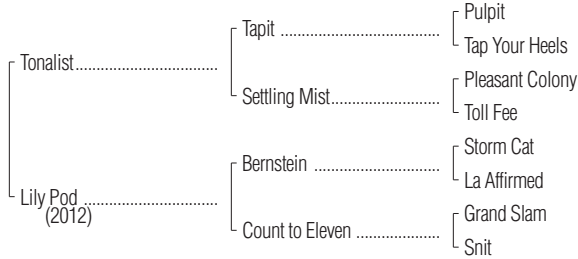 Pulpit
Tapit
Tap Your Heels
Tonalist
Pleasant Colony
Settling Mist
Toll Fee
Storm Cat
Bernstein
La Affirmed
Lily Pod
(2012)
Grand Slam
Count to Eleven
Snit